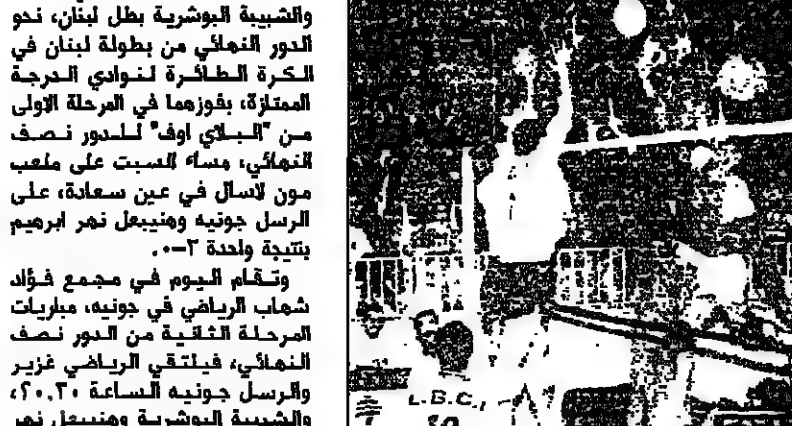 والشبيبة البوشرية بطل لبنان، نحو
الدور النهائي من بطولة لبنان في
الكرة الطائرة لنوادي الدرجة
الممتازة، بفوزهما في المرحلة الاولى
من "البلاي اوف" للدور نصف
النهائي، مساء السبت على ملعب
مون لاسال في عين سعادة، على
الرسل جونيه وهنيبعل نهر ابرهيم
بنتيجة واحدة ٣-٠.
وتقام اليوم في مجمع فؤاد
شهاب الرياضي في جونيه، مباريات
المرحلة الثانية من الدور نصف
النهائي، فيلتقي الرياضي غزير
والرسل جونيه الساعة ٢٠,٣٠،
والشبيبة البوشرية وهنيبعل نهر
L.B.C.,